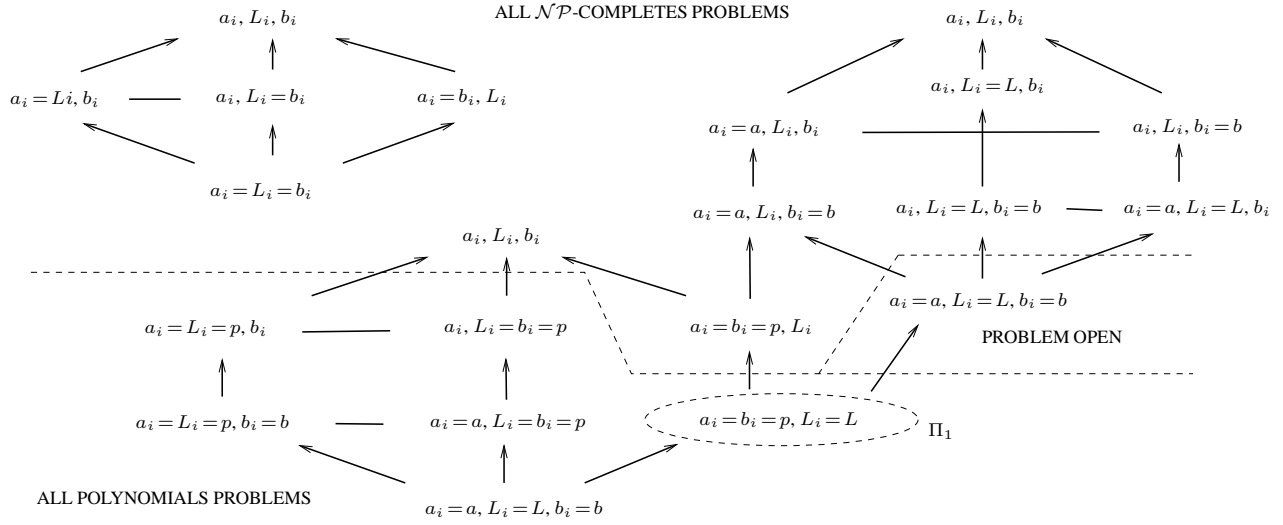 ALL 𝒩𝒫-COMPLETES PROBLEMS
a_i, L_i, b_i
a_i, L_i, b_i
a_i, L_i = L, b_i
a_i = Li, b_i
a_i, L_i = b_i
a_i = b_i, L_i
a_i = a, L_i, b_i
a_i, L_i, b_i = b
a_i = L_i = b_i
a_i = a, L_i, b_i = b
a_i, L_i = L, b_i = b
a_i = a, L_i = L, b_i
a_i, L_i, b_i
a_i = a, L_i = L, b_i = b
a_i = L_i = p, b_i
a_i, L_i = b_i = p
a_i = b_i = p, L_i
PROBLEM OPEN
a_i = L_i = p, b_i = b
a_i = a, L_i = b_i = p
a_i = b_i = p, L_i = L
Π_1
ALL POLYNOMIALS PROBLEMS
a_i = a, L_i = L, b_i = b